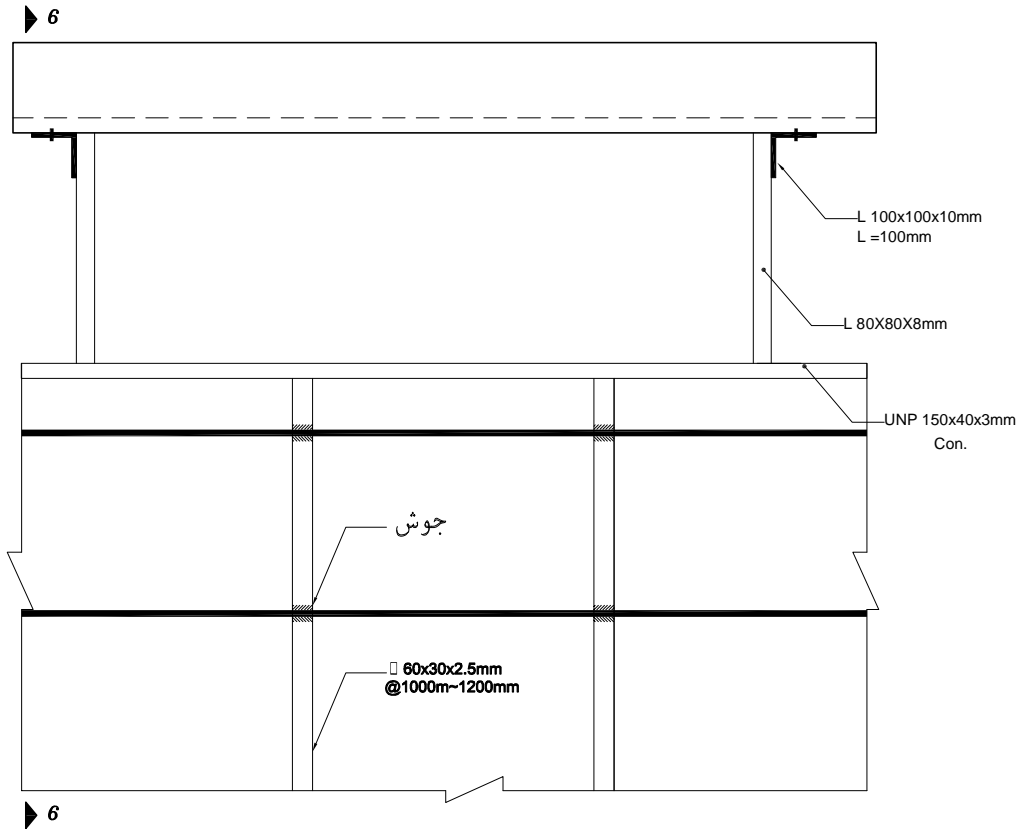 6
L 100x100x10mm
L =100mm
L 80X80X8mm
UNP 150x40x3mm
Con.
جوش
▯ 60x30x2.5mm
@1000m~1200mm
6